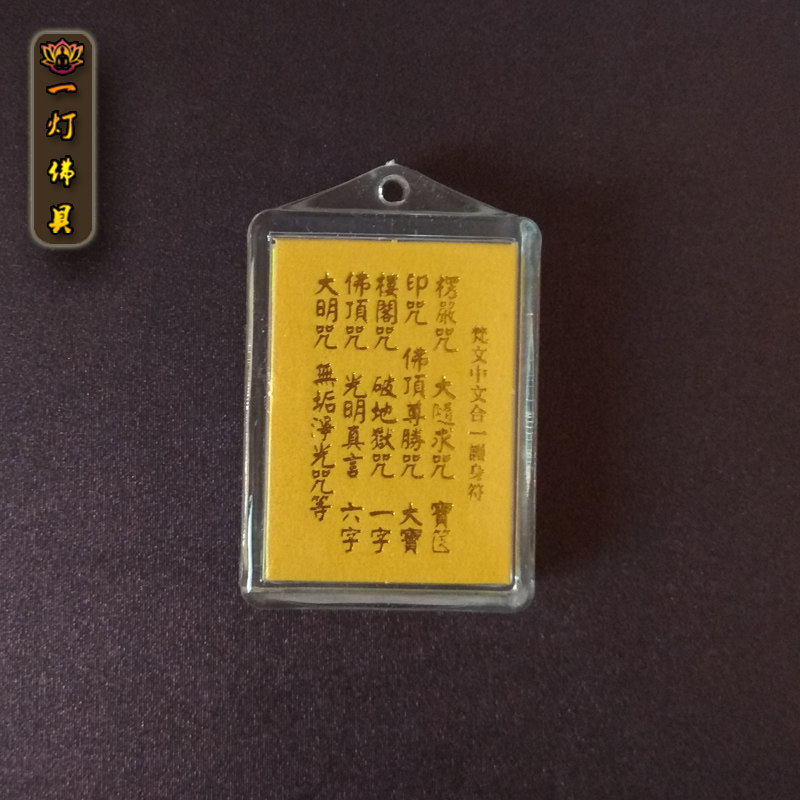 一灯佛具
梵文中文合一護身符
楞嚴咒 大隨求咒 寶篋
印咒 佛頂尊勝咒 大寶
樓閣咒 破地獄咒 一字
佛頂咒 光明真言 六字
大明咒 無垢淨光咒等